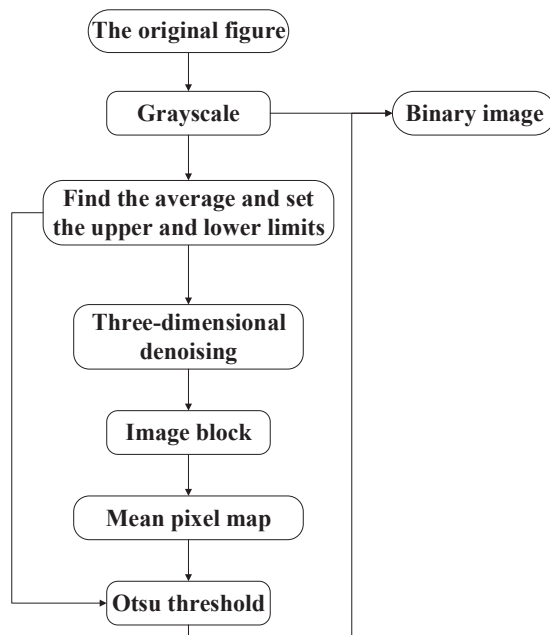 The original figure
Grayscale
Binary image
Find the average and set
the upper and lower limits
Three-dimensional
denoising
Image block
Mean pixel map
Otsu threshold